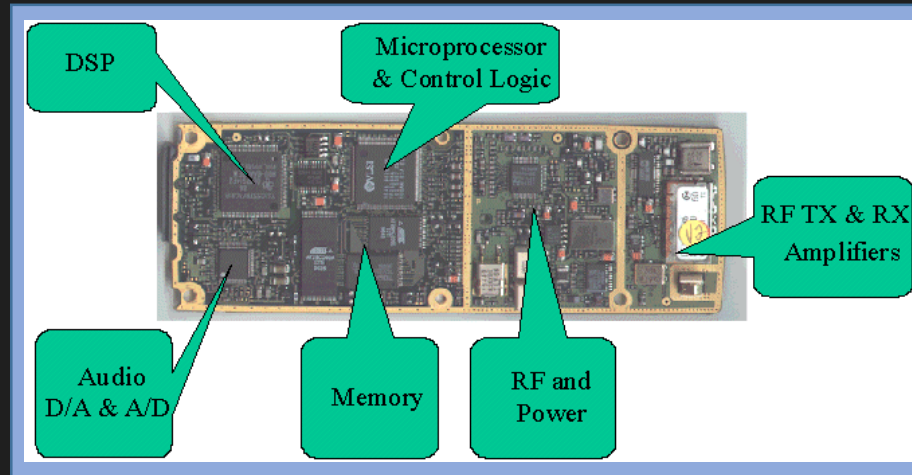 DSP
Microprocessor
& Control Logic
RF TX & RX
Amplifiers
Audio
D/A & A/D
Memory
RF and
Power